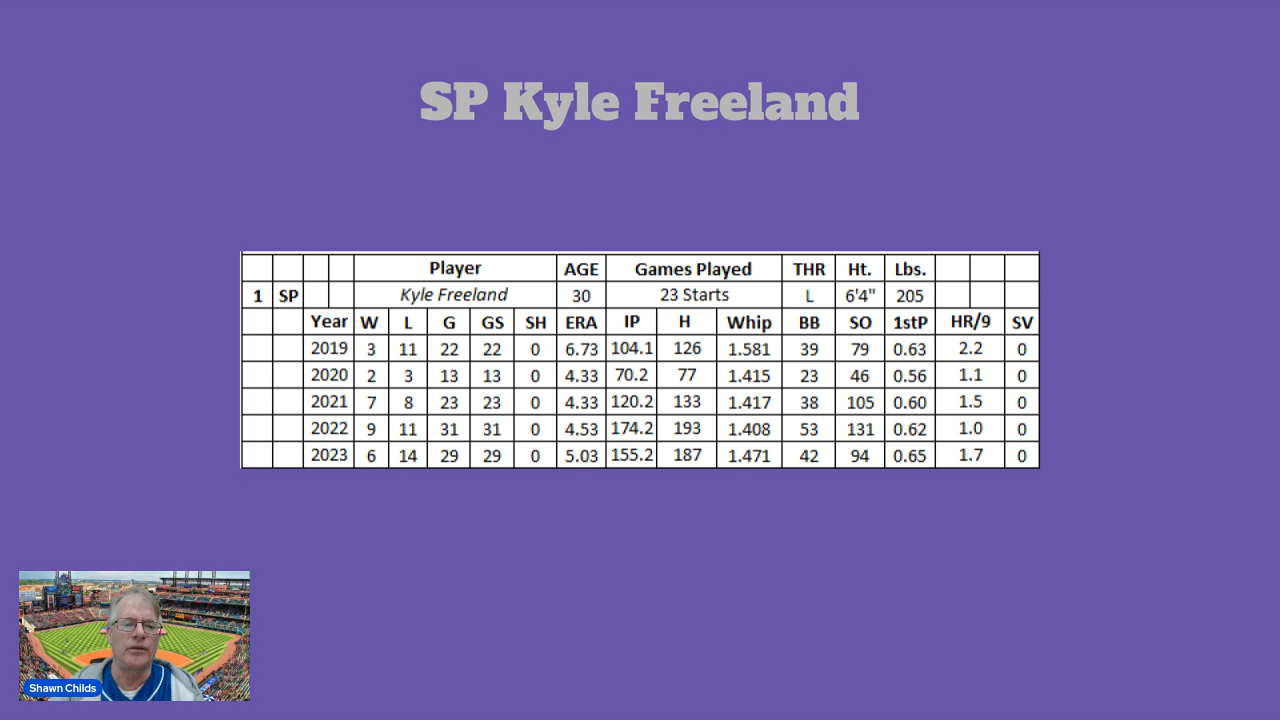 SP Kyle Freeland
Player AGE Games Played THR Ht. Lbs.
1 SP Kyle Freeland 30 23 Starts L 6'4" 205
Year W L G GS SH ERA IP H Whip BB SO 1stP HR/9 SV
2019 3 11 22 22 0 6.73 104.1 126 1.581 39 79 0.63 2.2 0
2020 2 3 13 13 0 4.33 70.2 77 1.415 23 46 0.56 1.1 0
2021 7 8 23 23 0 4.33 120.2 133 1.417 38 105 0.60 1.5 0
2022 9 11 31 31 0 4.53 174.2 193 1.408 53 131 0.62 1.0 0
2023 6 14 29 29 0 5.03 155.2 187 1.471 42 94 0.65 1.7 0
Shawn Childs